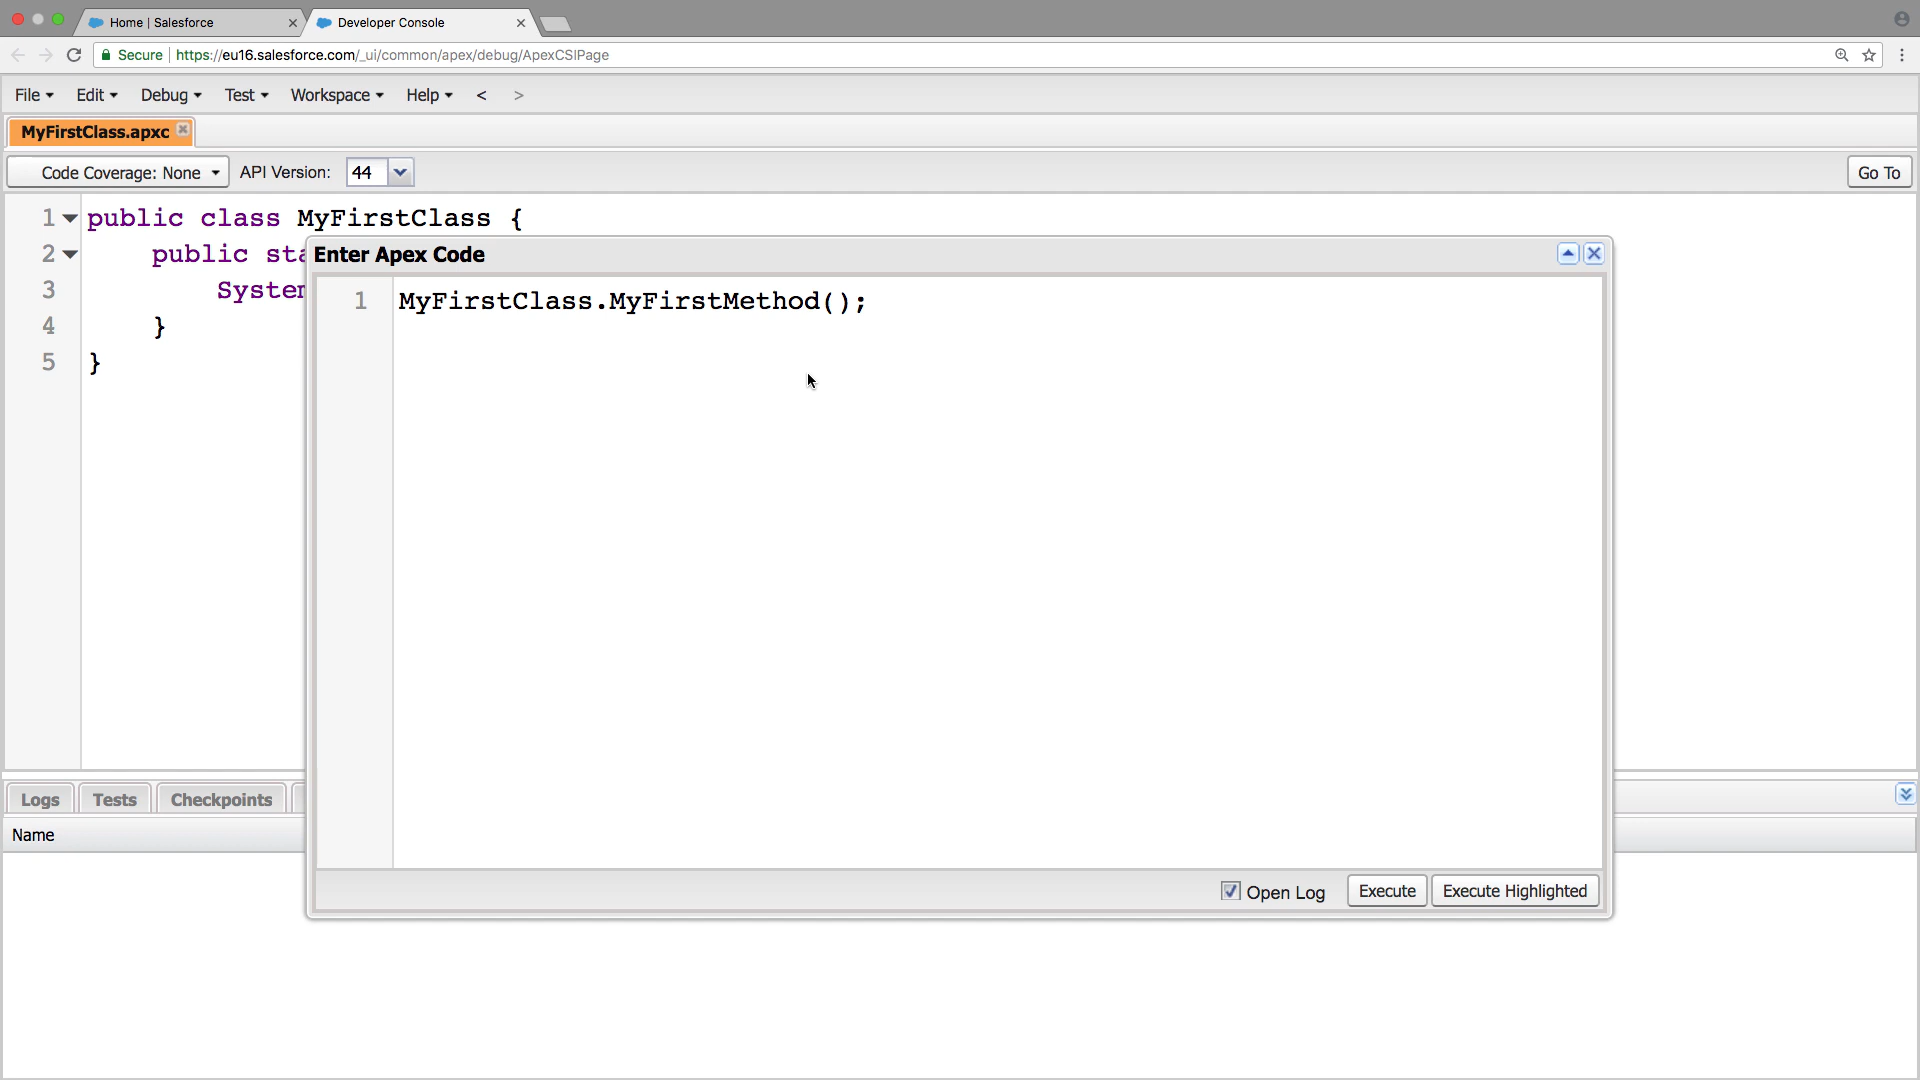 Home | Salesforce
Developer Console
Secure https://eu16.salesforce.com/_ui/common/apex/debug/ApexCSIPage
File Edit Debug Test Workspace Help < >
MyFirstClass.apxc
Code Coverage: None API Version: 44 Go To
1 public class MyFirstClass {
2 public sta
3 System
4 }
5 }
Enter Apex Code
1 MyFirstClass.MyFirstMethod();
Open Log Execute Execute Highlighted
Logs Tests Checkpoints
Name